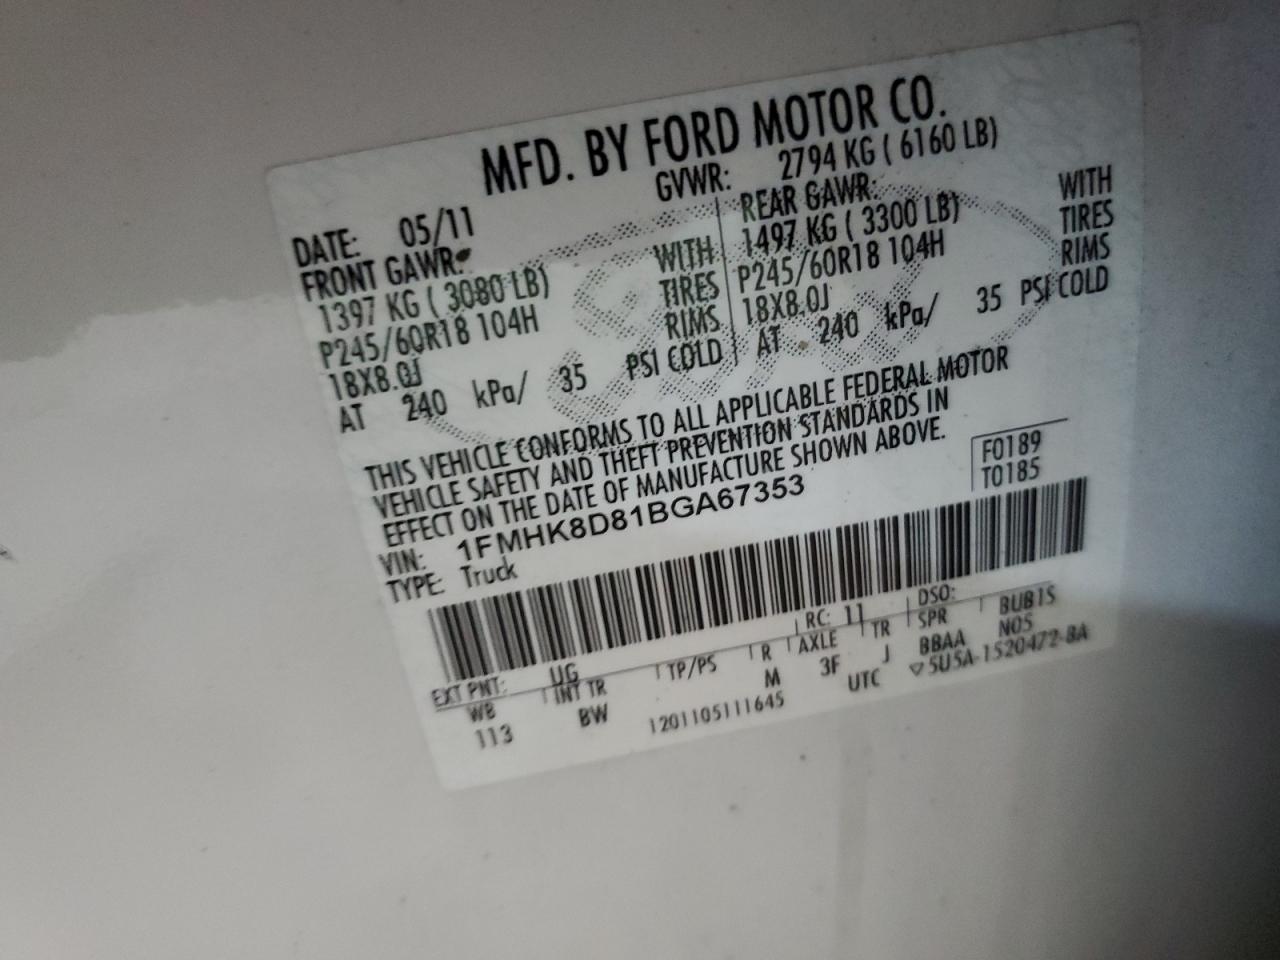 MFD. BY FORD MOTOR CO.
DATE: 05/11 GVWR: 2794 KG ( 6160 LB)
FRONT GAWR: REAR GAWR:
1397 KG ( 3080 LB) WITH 1497 KG ( 3300 LB) WITH
P245/60R18 104H TIRES P245/60R18 104H TIRES
18X8.0J RIMS 18X8.0J RIMS
AT 240 kPa/ 35 PSI COLD AT 240 kPa/ 35 PSI COLD
THIS VEHICLE CONFORMS TO ALL APPLICABLE FEDERAL MOTOR
VEHICLE SAFETY AND THEFT PREVENTION STANDARDS IN
EFFECT ON THE DATE OF MANUFACTURE SHOWN ABOVE.
F0189
T0185
VIN: 1FMHK8D81BGA67353
TYPE: Truck
EXT PNT: UG RC: 11 DSO:
WB INT TR TP/PS R AXLE TR SPR BUB1S
113 BW M 3F J BBAA N05
1201105111645 UTC ▽5U5A-1520472-BA